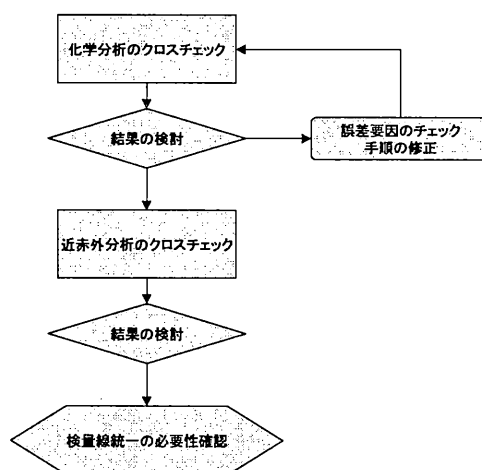 化学分析のクロスチェック
結果の検討
誤差要因のチェック
手順の修正
近赤外分析のクロスチェック
結果の検討
検量線統一の必要性確認